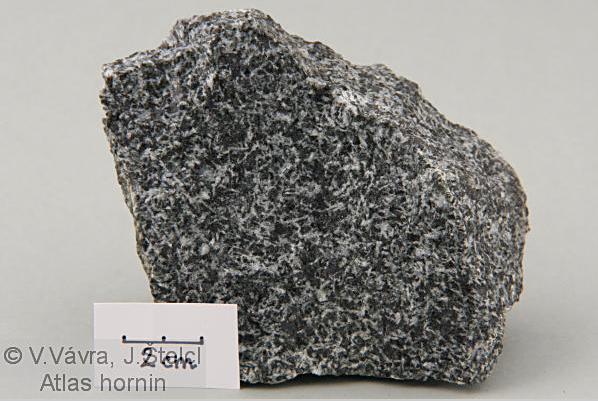 2 cm
© V.Vávra, J.Štelcl
Atlas hornin